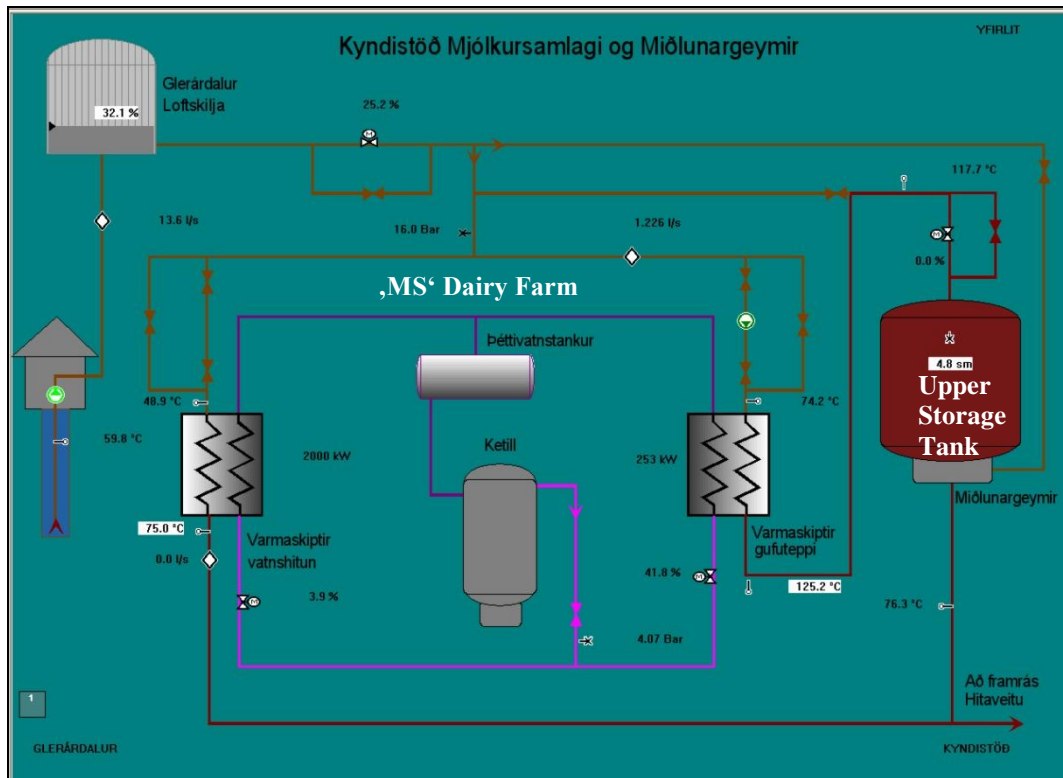 YFIRLIT
Kyndistöð Mjólkursamlagi og Miðlunargeymir
Glerárdalur
Loftskilja
32.1 %
25.2 %
117.7 °C
13.6 l/s
16.0 Bar
1.226 l/s
0.0 %
‚MS‘ Dairy Farm
Þéttivatnstankur
4.8 sm
Upper
Storage
Tank
48.9 °C
74.2 °C
59.8 °C
2000 kW
Ketill
253 kW
Miðlunargeymir
75.0 °C
0.0 l/s
Varmaskiptir
vatnshitun
Varmaskiptir
gufuteppi
41.8 %
125.2 °C
3.9 %
76.3 °C
4.07 Bar
Að framrás
Hitaveitu
1
GLERÁRDALUR
KYNDISTÖÐ